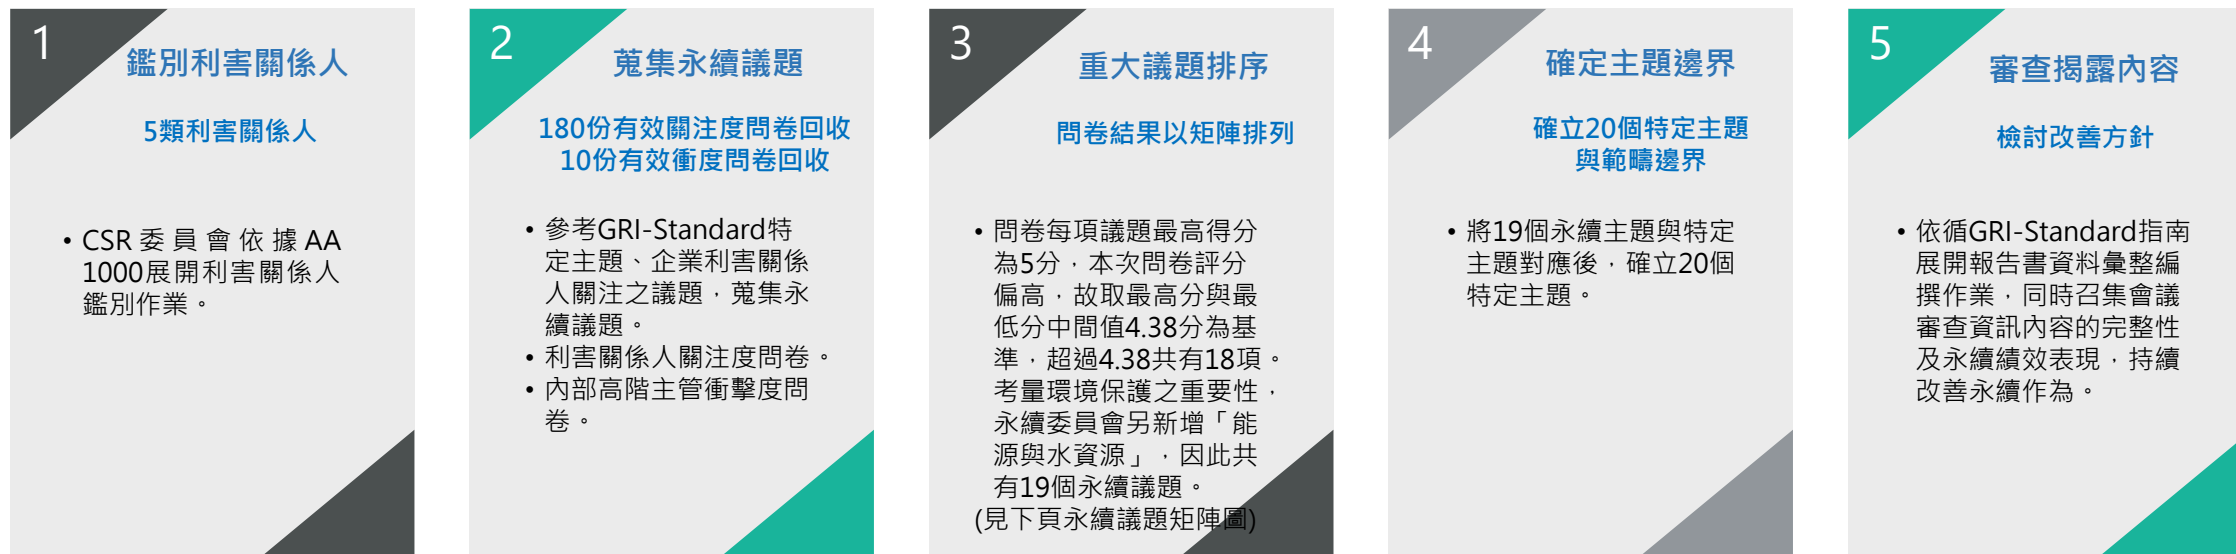 1
鑑別利害關係人
5類利害關係人
• CSR委員會依據AA
1000展開利害關係人
鑑別作業。
2
蒐集永續議題
180份有效關注度問卷回收
10份有效衝度問卷回收
• 參考GRI-Standard特
定主題、企業利害關係
人關注之議題，蒐集永
續議題。
• 利害關係人關注度問卷。
• 內部高階主管衝擊度問
卷。
3
重大議題排序
問卷結果以矩陣排列
• 問卷每項議題最高得分
為5分，本次問卷評分
偏高，故取最高分與最
低分中間值4.38分為基
準，超過4.38共有18項。
考量環境保護之重要性，
永續委員會另新增「能
源與水資源」，因此共
有19個永續議題。
(見下頁永續議題矩陣圖)
4
確定主題邊界
確立20個特定主題
與範疇邊界
• 將19個永續主題與特定
主題對應後，確立20個
特定主題。
5
審查揭露內容
檢討改善方針
• 依循GRI-Standard指南
展開報告書資料彙整編
撰作業，同時召集會議
審查資訊內容的完整性
及永續績效表現，持續
改善永續作為。